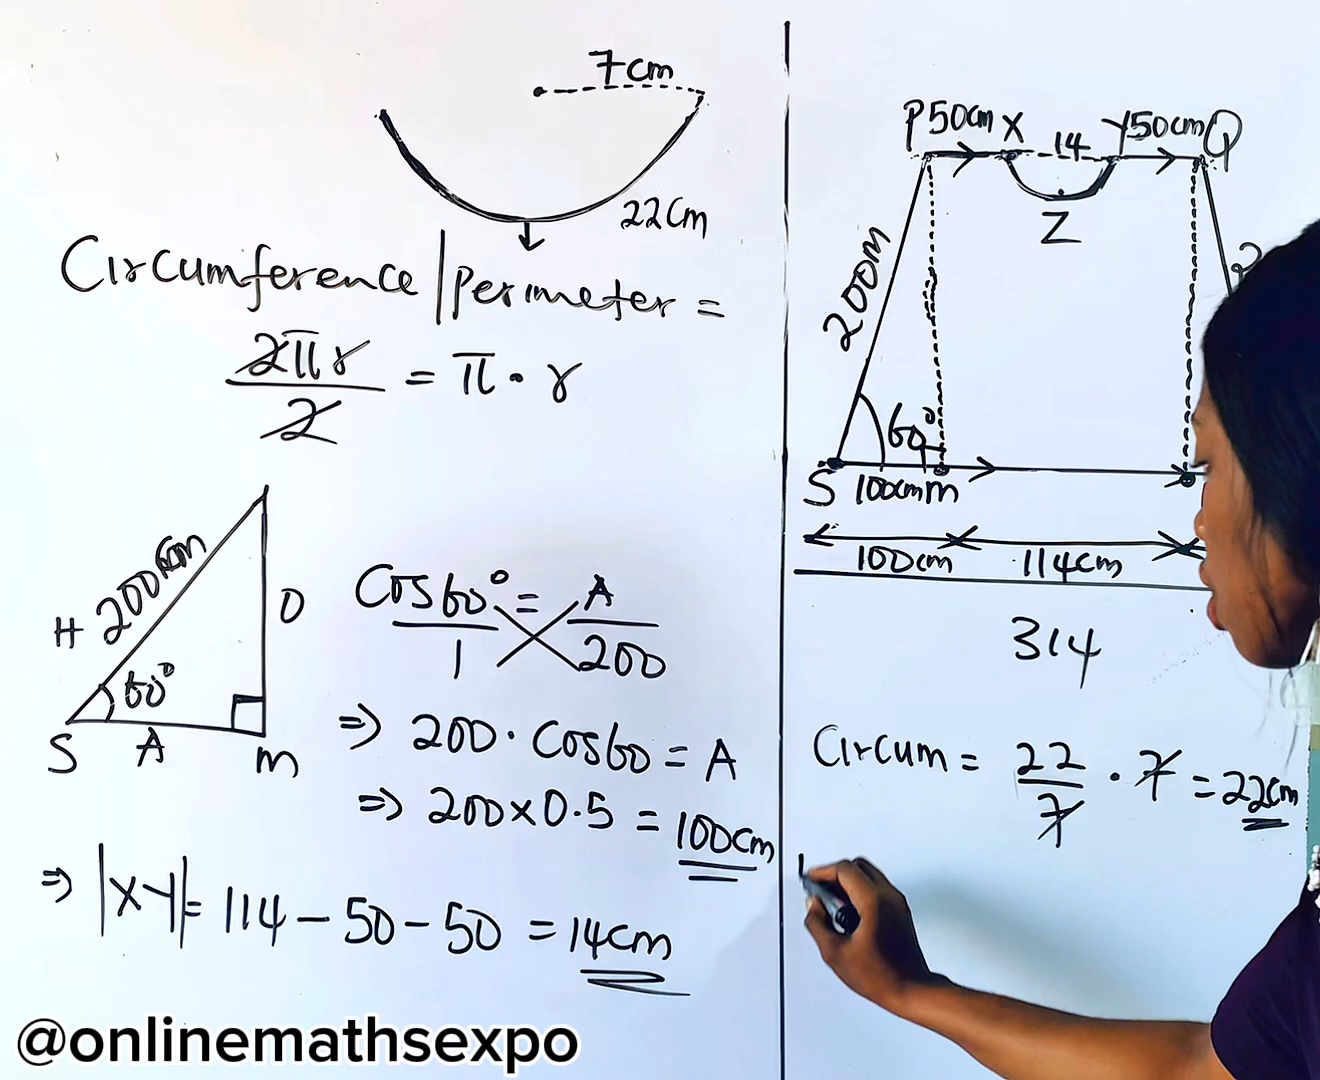 7cm
22cm
Circumference | Perimeter =
2πr/2 = π · r
H 200cm
O
60°
S A M
Cos60°/1 = A/200
⇒ 200 · Cos60 = A
⇒ 200×0.5 = 100cm
⇒ |XY| = 114 - 50 - 50 = 14cm
@onlinemathsexpo
P 50cm X 14 Y 50cm Q
Z
200m
60°
S 100cm m
100cm 114cm
314
Circum = 22/7 · 7 = 22cm